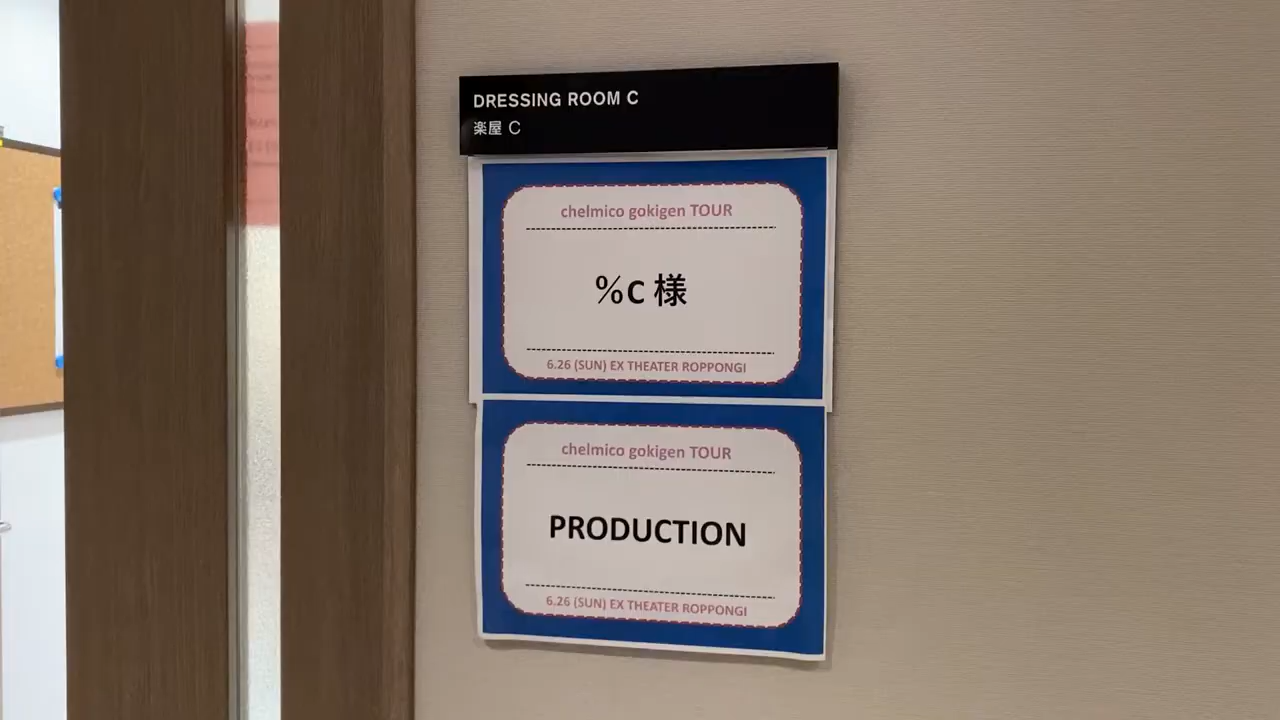 DRESSING ROOM C
楽屋 C
chelmico gokigen TOUR
%C 様
6.26 (SUN) EX THEATER ROPPONGI
chelmico gokigen TOUR
PRODUCTION
6.26 (SUN) EX THEATER ROPPONGI